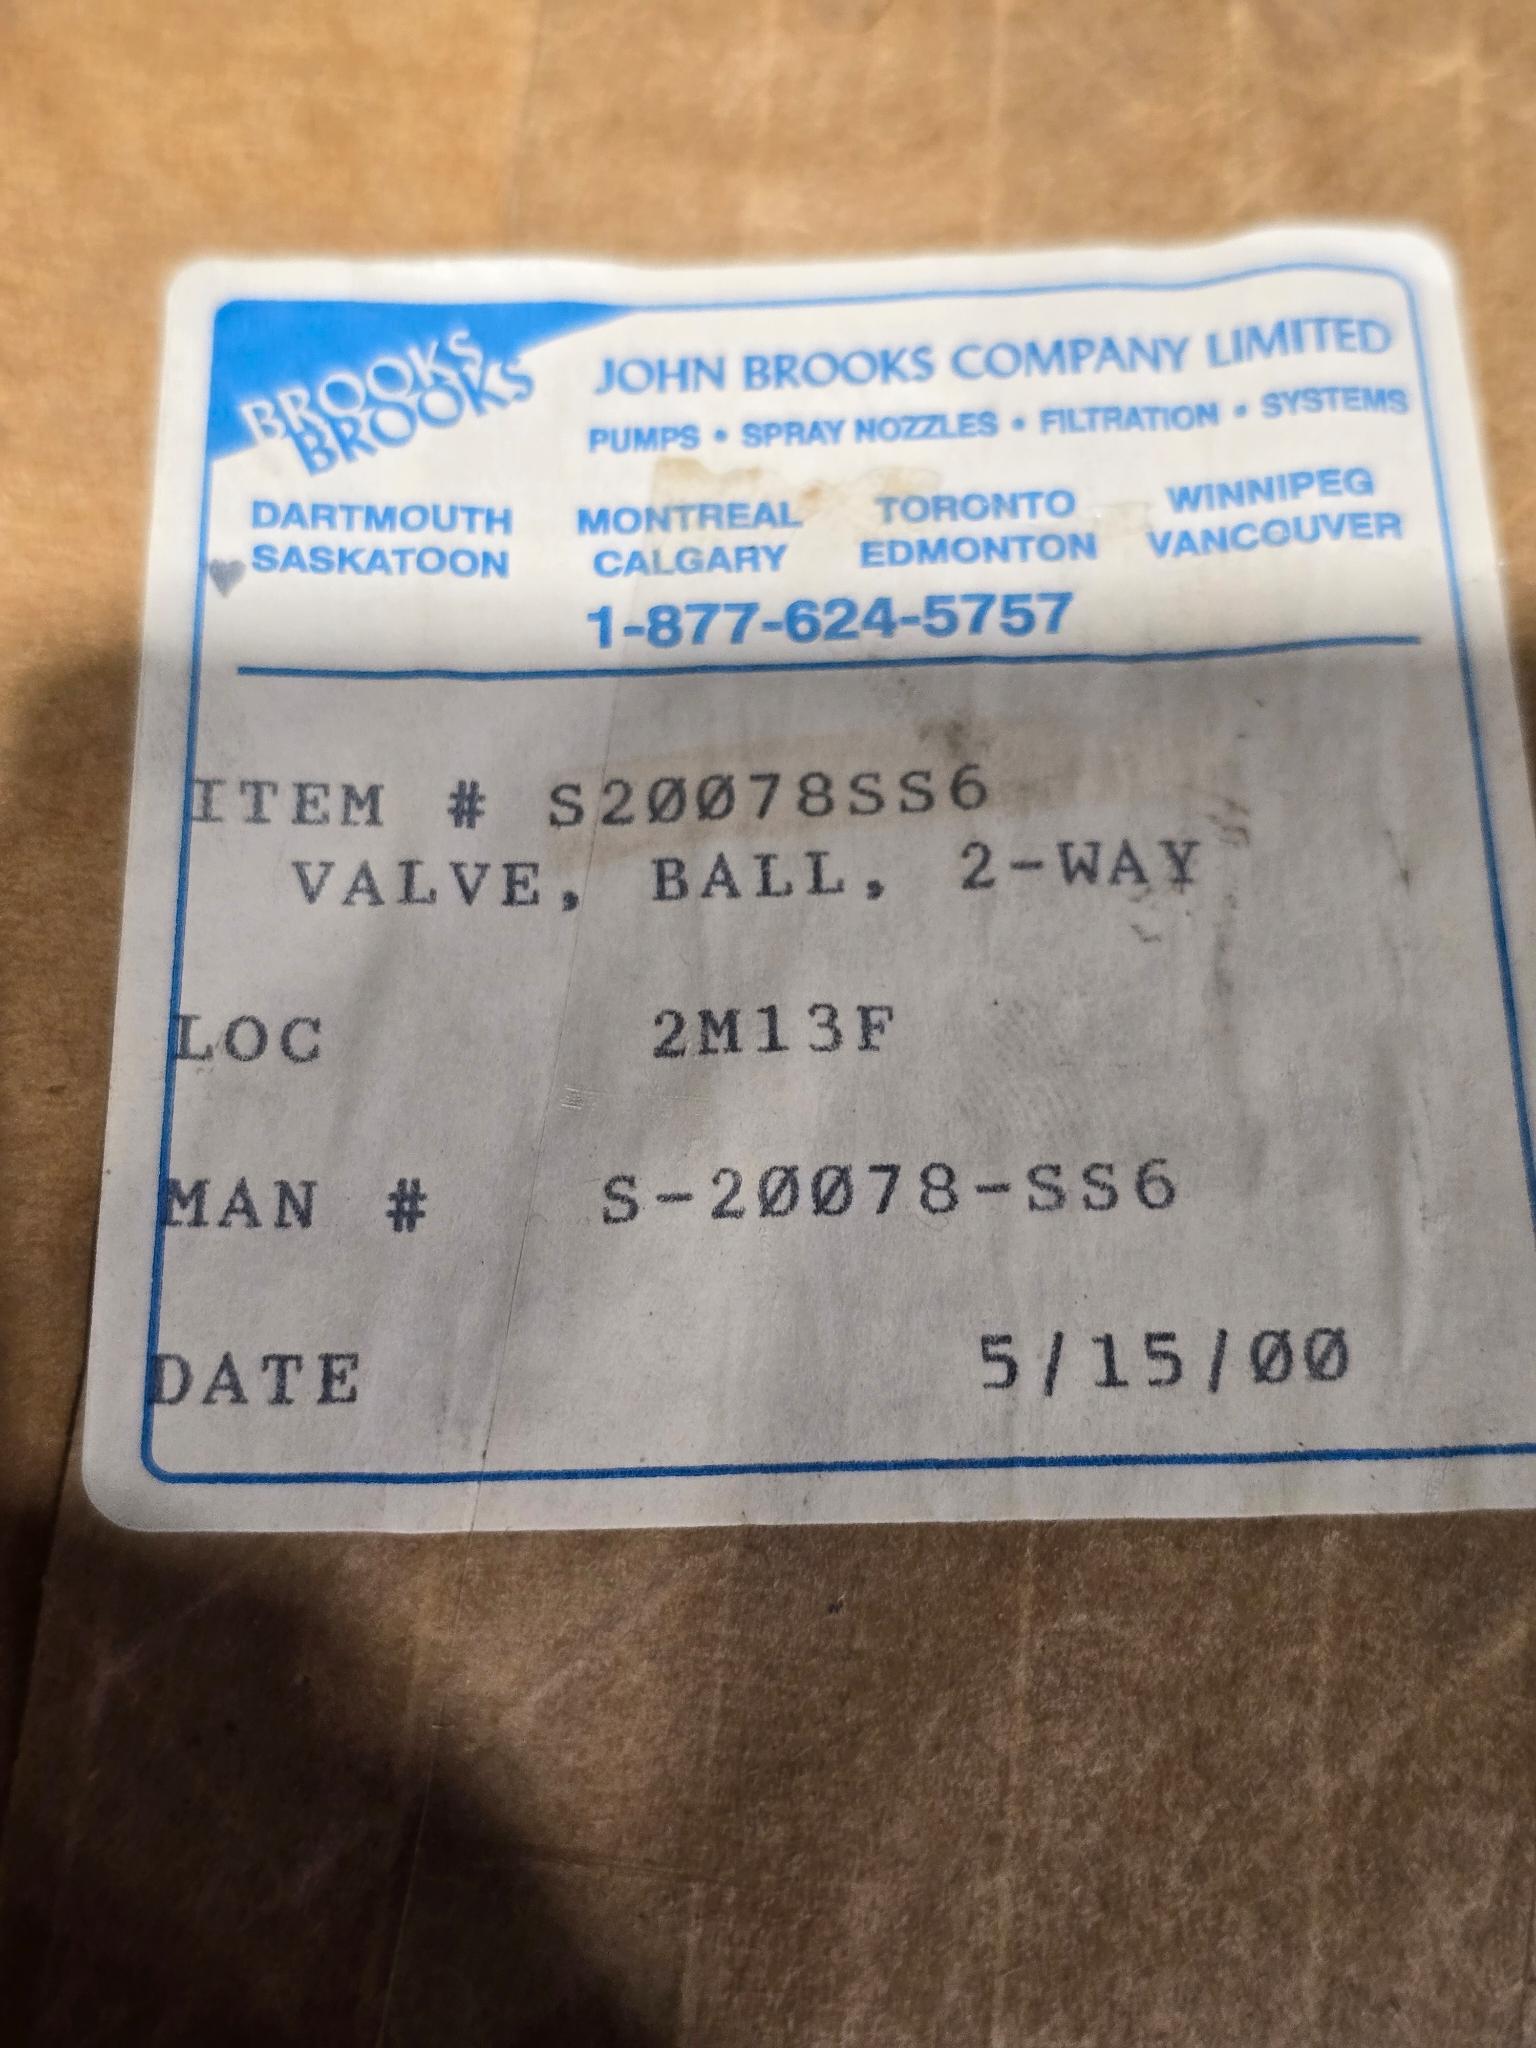 BROOKS
BROOKS
JOHN BROOKS COMPANY LIMITED
PUMPS • SPRAY NOZZLES • FILTRATION • SYSTEMS
DARTMOUTH MONTREAL TORONTO WINNIPEG
SASKATOON CALGARY EDMONTON VANCOUVER
1-877-624-5757
ITEM # S20078SS6
VALVE, BALL, 2-WAY
LOC 2M13F
MAN # S-20078-SS6
DATE 5/15/00